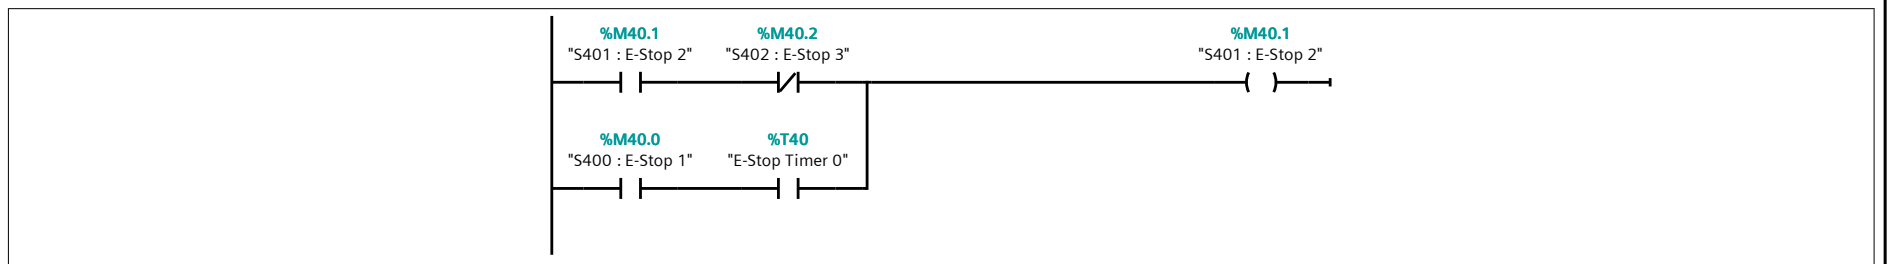 %M40.1 %M40.2 %M40.1
"S401 : E-Stop 2" "S402 : E-Stop 3" "S401 : E-Stop 2"
%M40.0 %T40
"S400 : E-Stop 1" "E-Stop Timer 0"